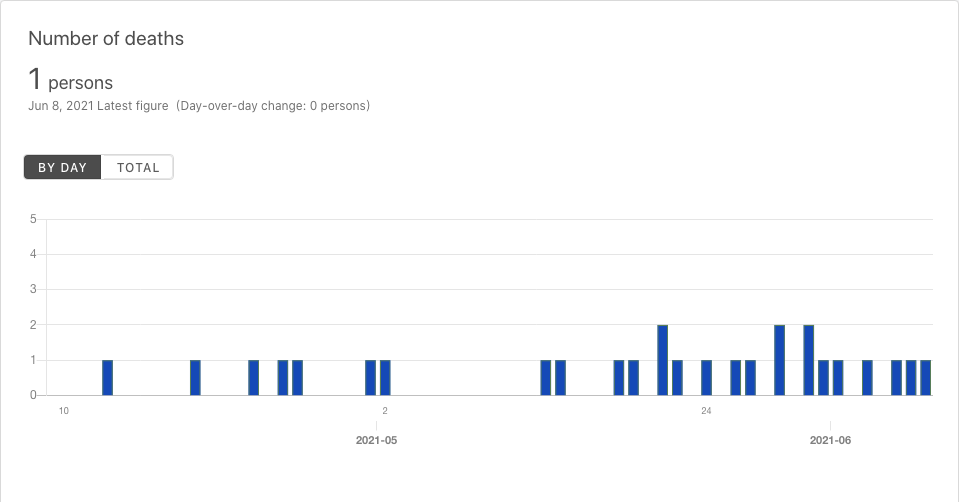 Number of deaths
1 persons
Jun 8, 2021 Latest figure (Day-over-day change: 0 persons)
BY DAY TOTAL
5
4
3
2
1
0
10 2 24
2021-05 2021-06